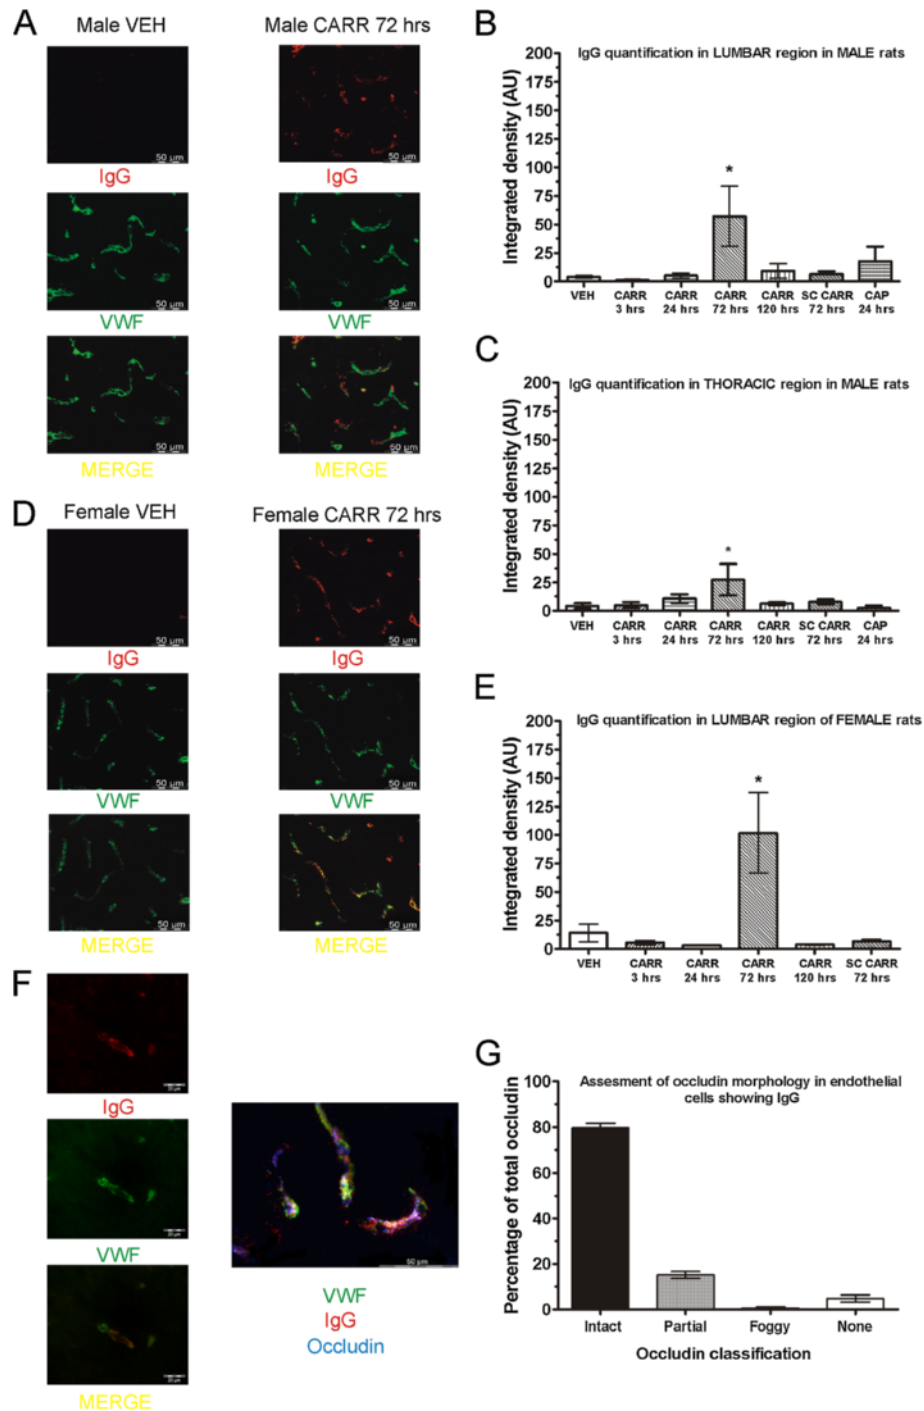 A
Male VEH
Male CARR 72 hrs
50 µm
50 µm
IgG
IgG
50 µm
50 µm
VWF
VWF
50 µm
50 µm
MERGE
MERGE
B
IgG quantification in LUMBAR region in MALE rats
Integrated density (AU)
200
175
150
125
100
75
50
25
0
*
VEH
CARR
3 hrs
CARR
24 hrs
CARR
72 hrs
CARR
120 hrs
SC CARR
72 hrs
CAP
24 hrs
C
IgG quantification in THORACIC region in MALE rats
Integrated density (AU)
200
175
150
125
100
75
50
25
0
*
VEH
CARR
3 hrs
CARR
24 hrs
CARR
72 hrs
CARR
120 hrs
SC CARR
72 hrs
CAP
24 hrs
D
Female VEH
Female CARR 72 hrs
50 µm
50 µm
IgG
IgG
50 µm
50 µm
VWF
VWF
50 µm
50 µm
MERGE
MERGE
E
IgG quantification in LUMBAR region of FEMALE rats
Integrated density (AU)
200
175
150
125
100
75
50
25
0
*
VEH
CARR
3 hrs
CARR
24 hrs
CARR
72 hrs
CARR
120 hrs
SC CARR
72 hrs
F
20 µm
IgG
20 µm
VWF
20 µm
MERGE
50 µm
VWF
IgG
Occludin
G
Assesment of occludin morphology in endothelial
cells showing IgG
Percentage of total occludin
100
80
60
40
20
0
Intact
Partial
Foggy
None
Occludin classification